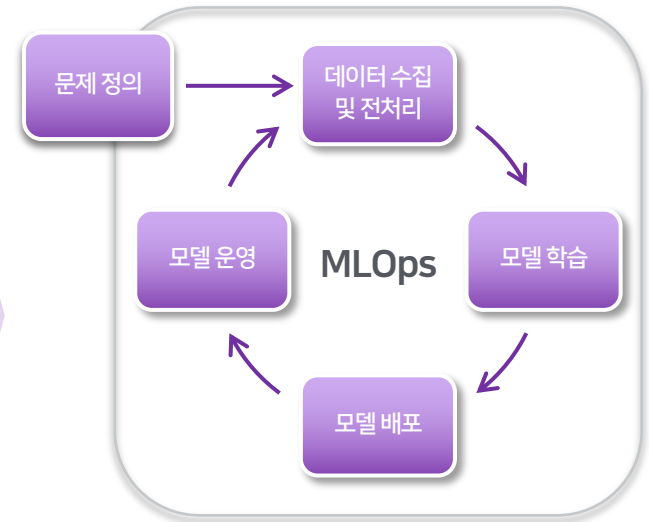 문제 정의
데이터 수집
및 전처리
모델 운영
MLOps
모델 학습
모델 배포